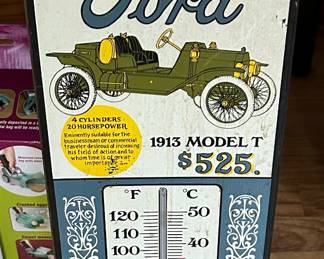 Ford
4 CYLINDERS
20 HORSEPOWER
Eminently suitable for the
businessman or commercial
traveler desirous of increasing
his field of action and to
whom time is of great
importance
1913 MODEL T
$525.
°F °C
120 50
110
100 40